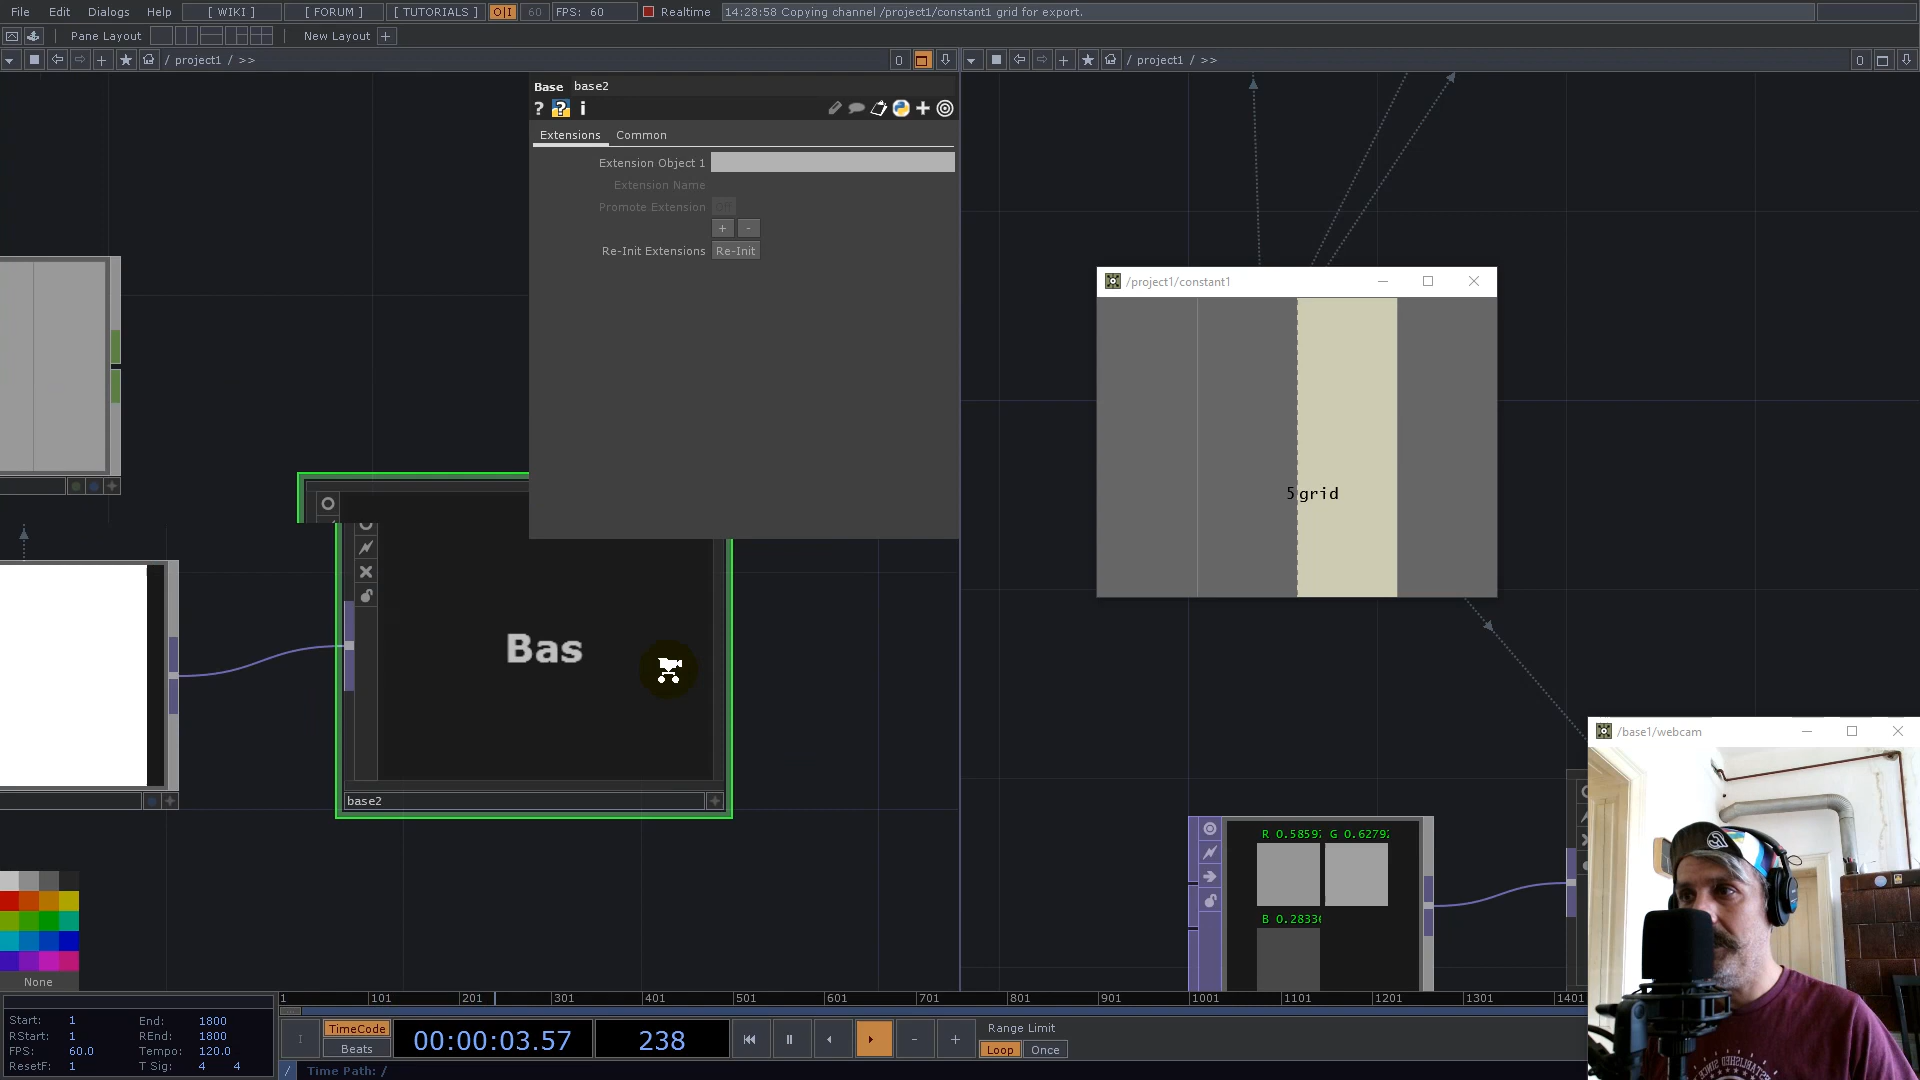 File Edit Dialogs Help [ WIKI ] [ FORUM ] [ TUTORIALS ] O|I 60 FPS: 60 Realtime 14:28:58 Copying channel /project1/constant1 grid for export.
Pane Layout New Layout +
/ project1 / >> 0
/ project1 / >> 0
Base base2
? ? i
Extensions Common
Extension Object 1
Extension Name
Promote Extension Off
+ -
Re-Init Extensions Re-Init
/project1/constant1
5 grid
Bas
base2
/base1/webcam
R 0.5859 G 0.6279
B 0.2833
None
1 101 201 301 401 501 601 701 801 901 1001 1101 1201 1301 1401
Start: 1 End: 1800
RStart: 1 REnd: 1800
FPS: 60.0 Tempo: 120.0
ResetF: 1 T Sig: 4 4
TimeCode
Beats
00:00:03.57
238
Range Limit
Loop Once
/ Time Path: /